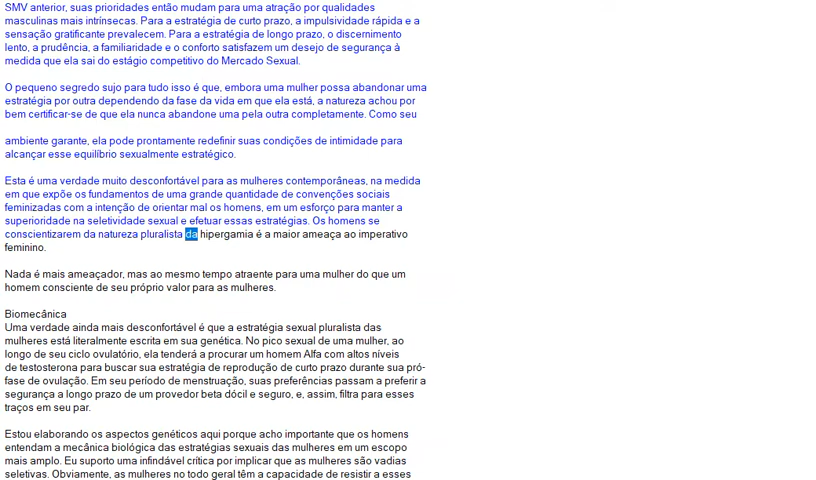 SMV anterior, suas prioridades então mudam para uma atração por qualidades
masculinas mais intrínsecas. Para a estratégia de curto prazo, a impulsividade rápida e a
sensação gratificante prevalecem. Para a estratégia de longo prazo, o discernimento
lento, a prudência, a familiaridade e o conforto satisfazem um desejo de segurança à
medida que ela sai do estágio competitivo do Mercado Sexual.
O pequeno segredo sujo para tudo isso é que, embora uma mulher possa abandonar uma
estratégia por outra dependendo da fase da vida em que ela está, a natureza achou por
bem certificar-se de que ela nunca abandone uma pela outra completamente. Como seu
ambiente garante, ela pode prontamente redefinir suas condições de intimidade para
alcançar esse equilíbrio sexualmente estratégico.
Esta é uma verdade muito desconfortável para as mulheres contemporâneas, na medida
em que expõe os fundamentos de uma grande quantidade de convenções sociais
feminizadas com a intenção de orientar mal os homens, em um esforço para manter a
superioridade na seletividade sexual e efetuar essas estratégias. Os homens se
conscientizarem da natureza pluralista da hipergamia é a maior ameaça ao imperativo
feminino.
Nada é mais ameaçador, mas ao mesmo tempo atraente para uma mulher do que um
homem consciente de seu próprio valor para as mulheres.
Biomecânica
Uma verdade ainda mais desconfortável é que a estratégia sexual pluralista das
mulheres está literalmente escrita em sua genética. No pico sexual de uma mulher, ao
longo de seu ciclo ovulatório, ela tenderá a procurar um homem Alfa com altos níveis
de testosterona para buscar sua estratégia de reprodução de curto prazo durante sua pró-
fase de ovulação. Em seu período de menstruação, suas preferências passam a preferir a
segurança a longo prazo de um provedor beta dócil e seguro, e, assim, filtra para esses
traços em seu par.
Estou elaborando os aspectos genéticos aqui porque acho importante que os homens
entendam a mecânica biológica das estratégias sexuais das mulheres em um escopo
mais amplo. Eu suporto uma infindável crítica por implicar que as mulheres são vadias
seletivas. Obviamente, as mulheres no todo geral têm a capacidade de resistir a esses